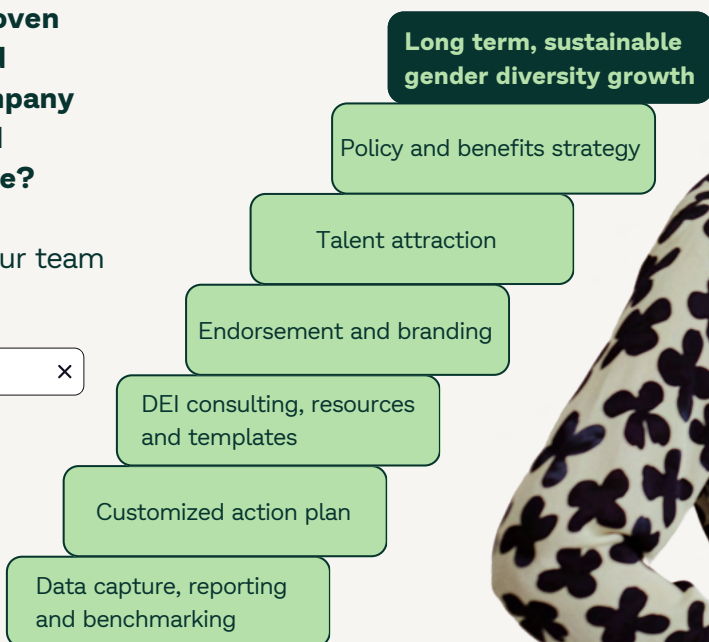 oven
mpany
e?
ur team
Long term, sustainable
gender diversity growth
Policy and benefits strategy
Talent attraction
Endorsement and branding
DEI consulting, resources
and templates
Customized action plan
Data capture, reporting
and benchmarking